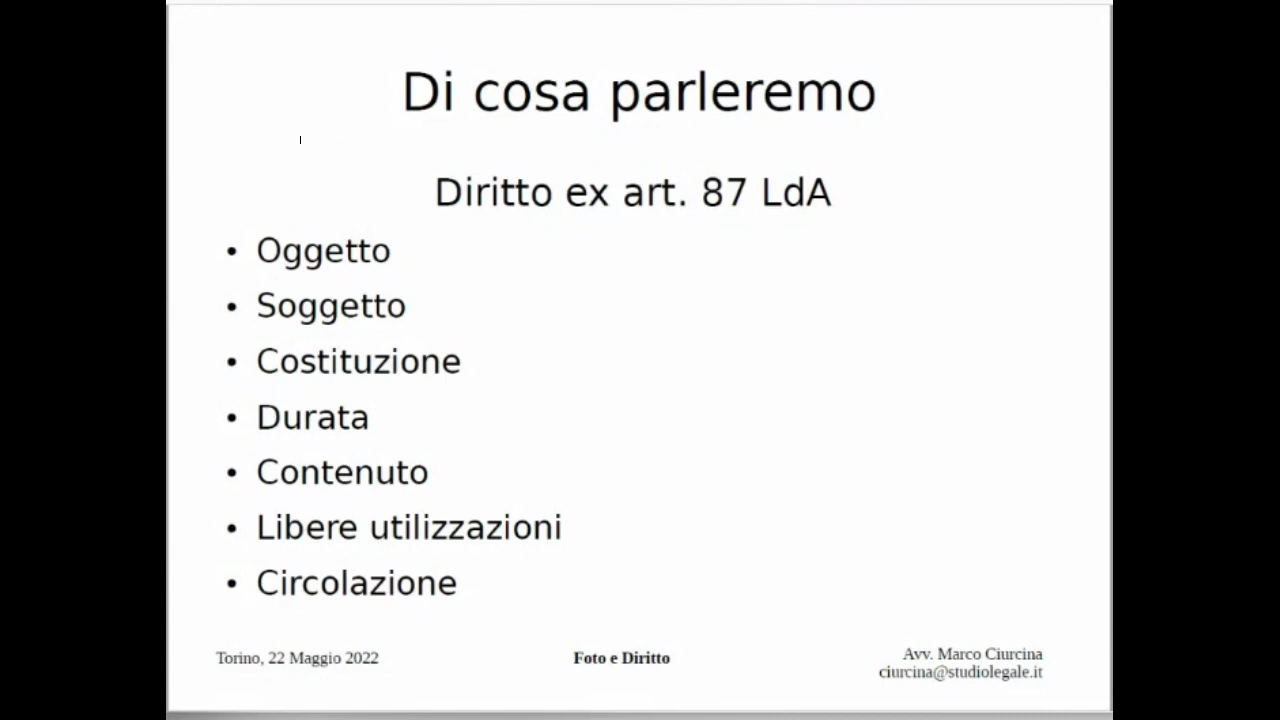 Di cosa parleremo
Diritto ex art. 87 LdA
• Oggetto
• Soggetto
• Costituzione
• Durata
• Contenuto
• Libere utilizzazioni
• Circolazione
Torino, 22 Maggio 2022
Foto e Diritto
Avv. Marco Ciurcina
ciurcina@studiolegale.it